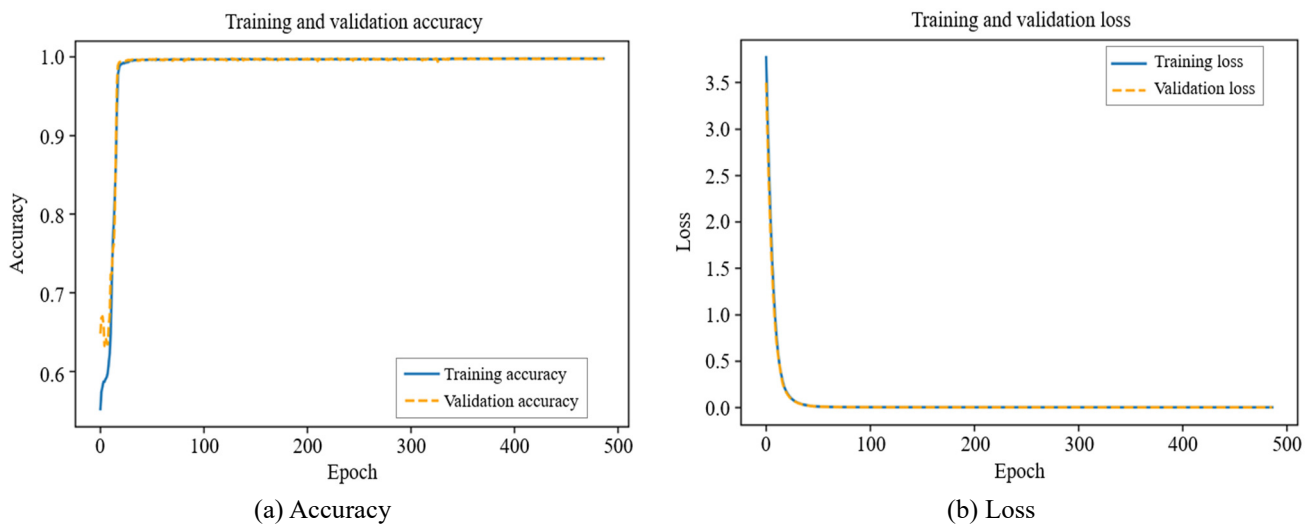 Training and validation accuracy
1.0
0.9
0.8
0.7
0.6
Accuracy
Training accuracy
Validation accuracy
0
100
200
300
400
500
Epoch
(a) Accuracy
Training and validation loss
Training loss
Validation loss
3.5
3.0
2.5
2.0
1.5
1.0
0.5
0.0
Loss
0
100
200
300
400
500
Epoch
(b) Loss